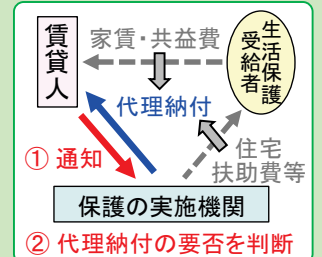 賃貸人
家賃・共益費
生活保護
受給者
代理納付
① 通知
住宅
扶助費等
保護の実施機関
② 代理納付の要否を判断